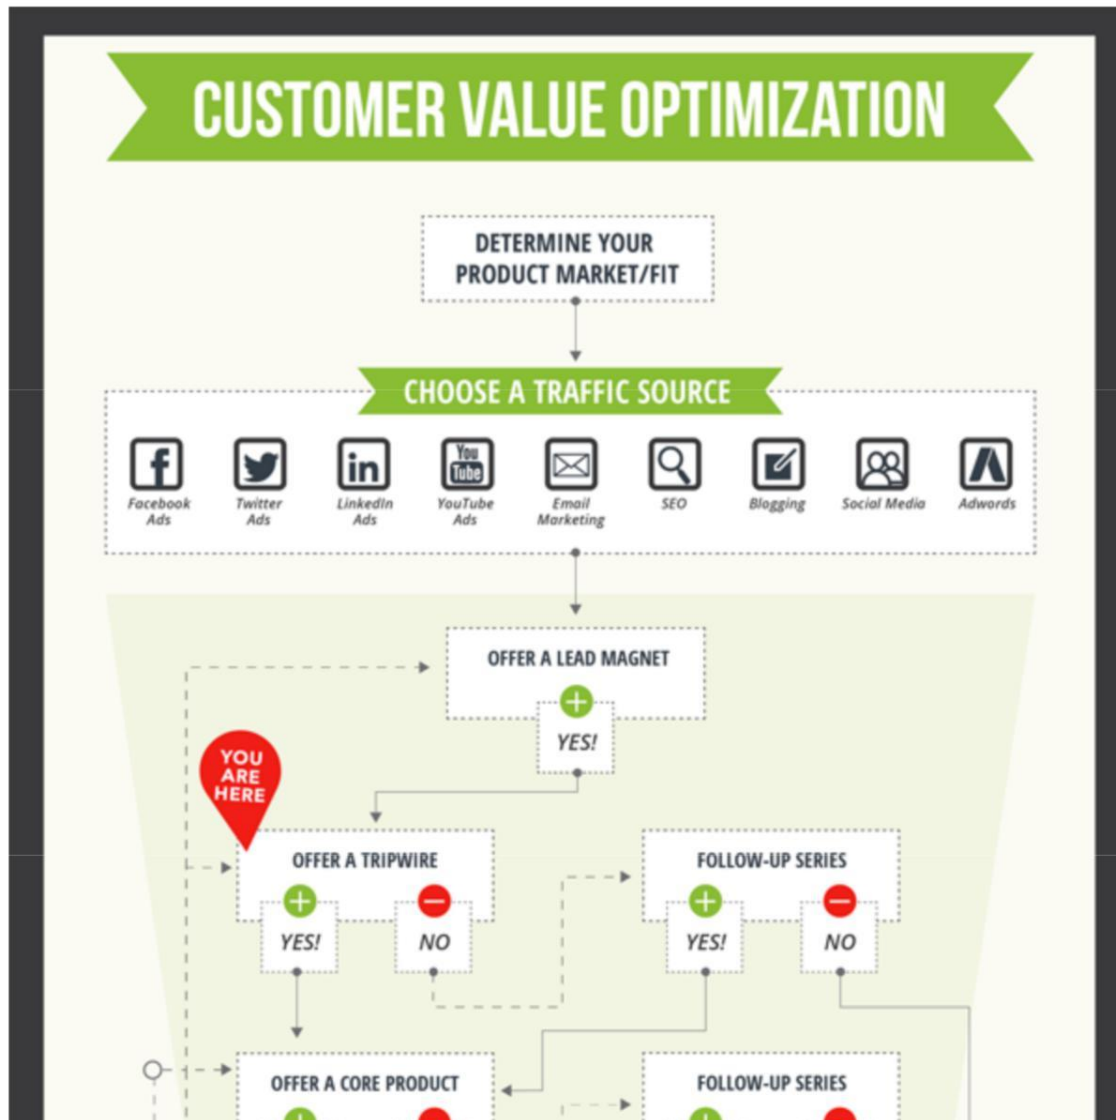 CUSTOMER VALUE OPTIMIZATION
DETERMINE YOUR
PRODUCT MARKET/FIT
CHOOSE A TRAFFIC SOURCE
You
Tube
Facebook
Ads
Twitter
Ads
LinkedIn
Ads
YouTube
Ads
Email
Marketing
SEO
Blogging
Social Media
Adwords
OFFER A LEAD MAGNET
YES!
YOU
ARE
HERE
OFFER A TRIPWIRE
YES!
NO
FOLLOW-UP SERIES
YES!
NO
OFFER A CORE PRODUCT
FOLLOW-UP SERIES